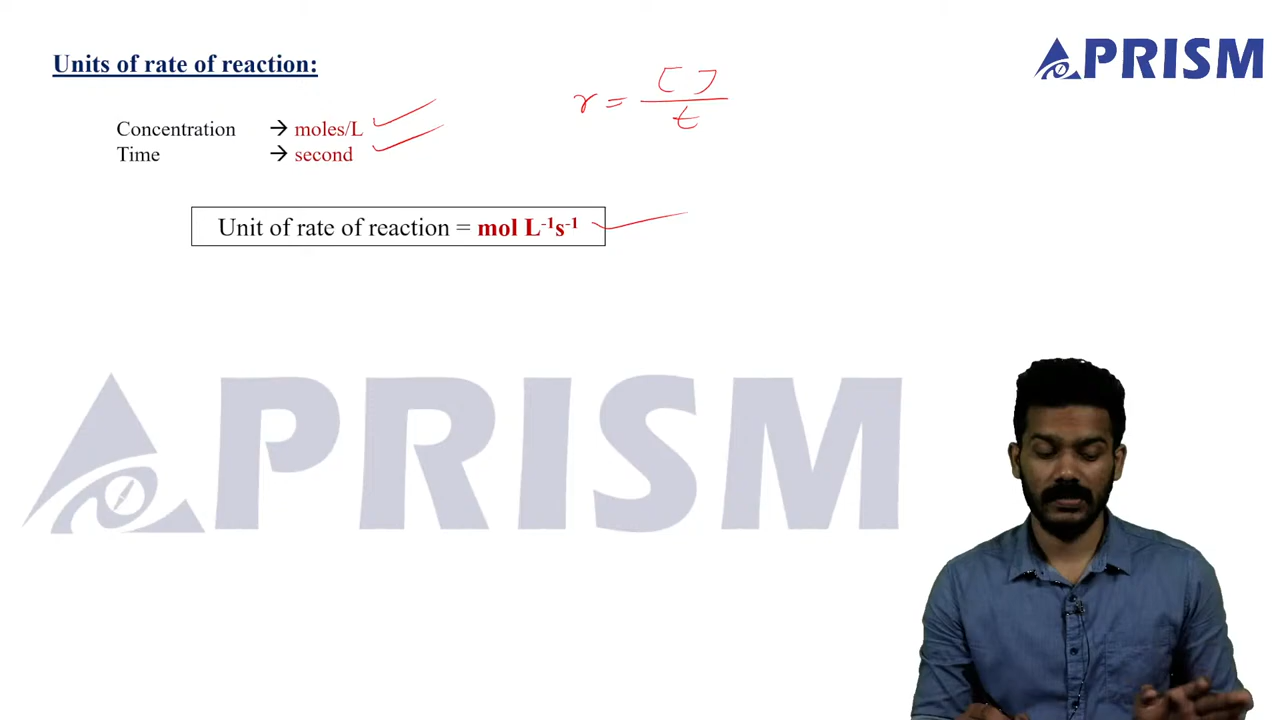 PRISM
Units of rate of reaction:
r = [ ] / t
Concentration → moles/L
Time → second
Unit of rate of reaction = mol L⁻¹s⁻¹
PRISM